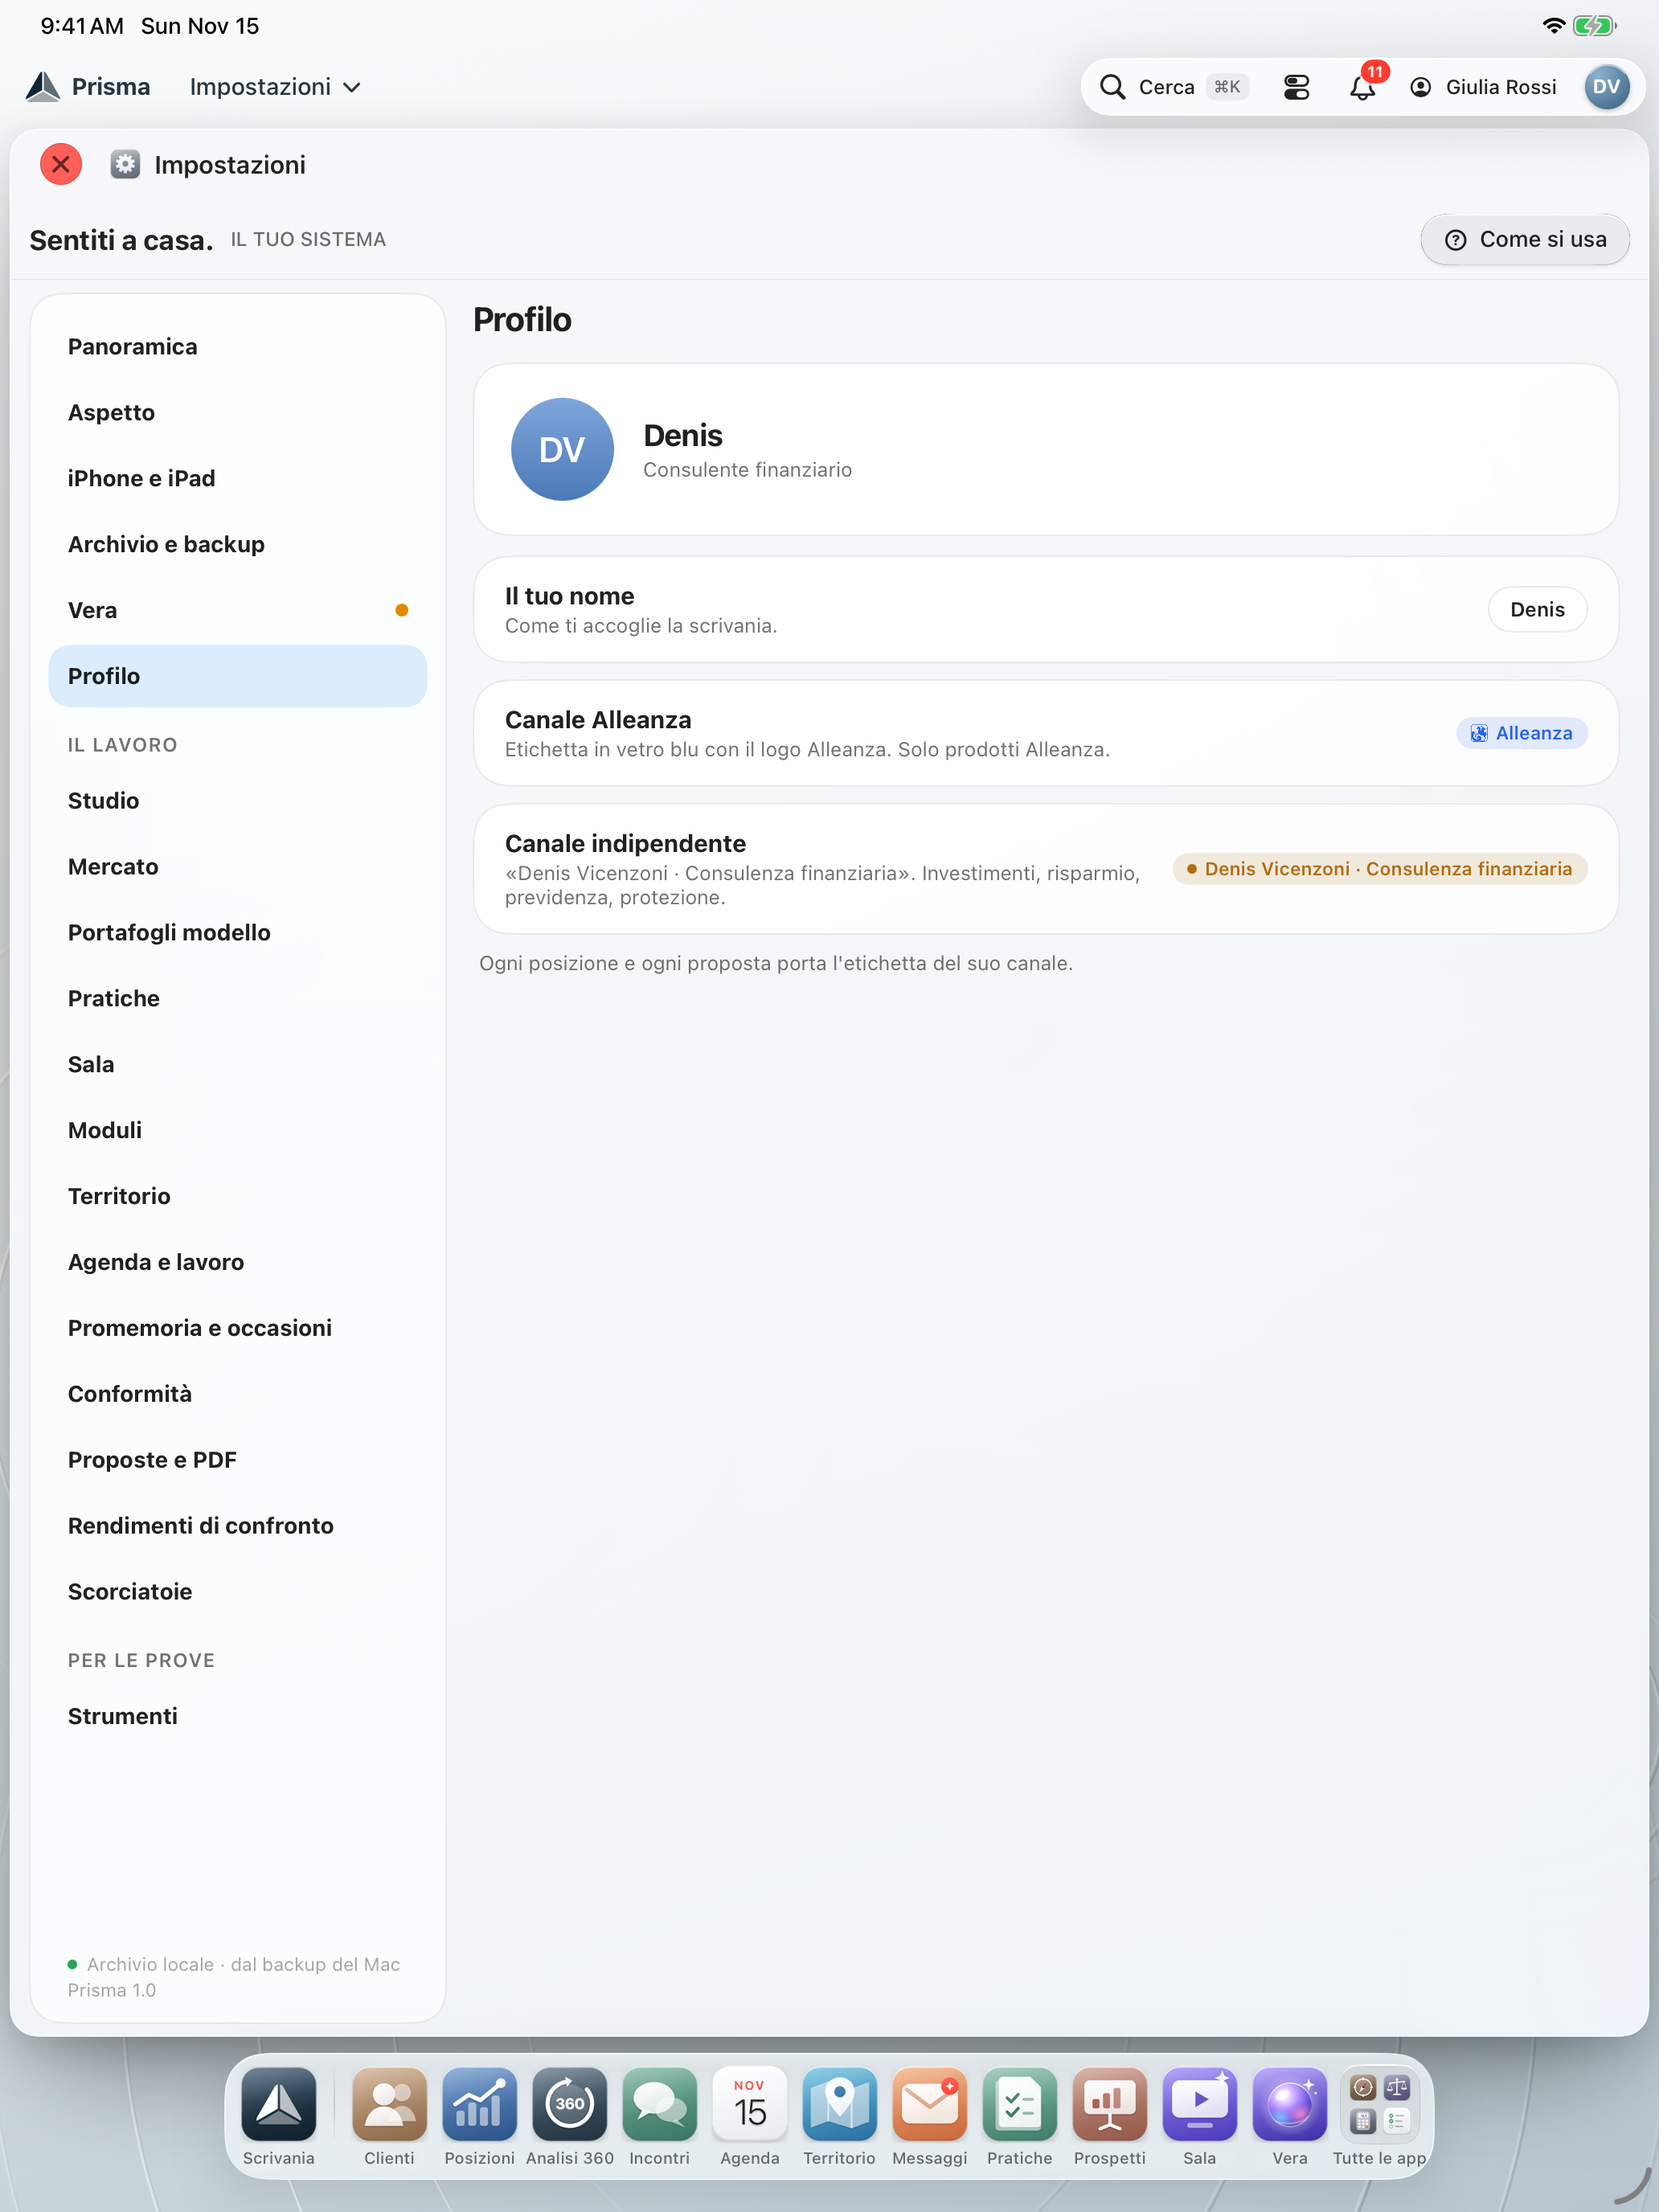 9:41 AM Sun Nov 15
Prisma
Impostazioni
Cerca ⌘K
11
Giulia Rossi
DV
Impostazioni
Sentiti a casa. IL TUO SISTEMA
Come si usa
Panoramica
Aspetto
iPhone e iPad
Archivio e backup
Vera
Profilo
IL LAVORO
Studio
Mercato
Portafogli modello
Pratiche
Sala
Moduli
Territorio
Agenda e lavoro
Promemoria e occasioni
Conformità
Proposte e PDF
Rendimenti di confronto
Scorciatoie
PER LE PROVE
Strumenti
Archivio locale · dal backup del Mac
Prisma 1.0
Profilo
DV
Denis
Consulente finanziario
Il tuo nome
Come ti accoglie la scrivania.
Denis
Canale Alleanza
Etichetta in vetro blu con il logo Alleanza. Solo prodotti Alleanza.
Alleanza
Canale indipendente
«Denis Vicenzoni · Consulenza finanziaria». Investimenti, risparmio,
previdenza, protezione.
Denis Vicenzoni · Consulenza finanziaria
Ogni posizione e ogni proposta porta l'etichetta del suo canale.
360
NOV
15
Scrivania
Clienti
Posizioni
Analisi 360
Incontri
Agenda
Territorio
Messaggi
Pratiche
Prospetti
Sala
Vera
Tutte le app